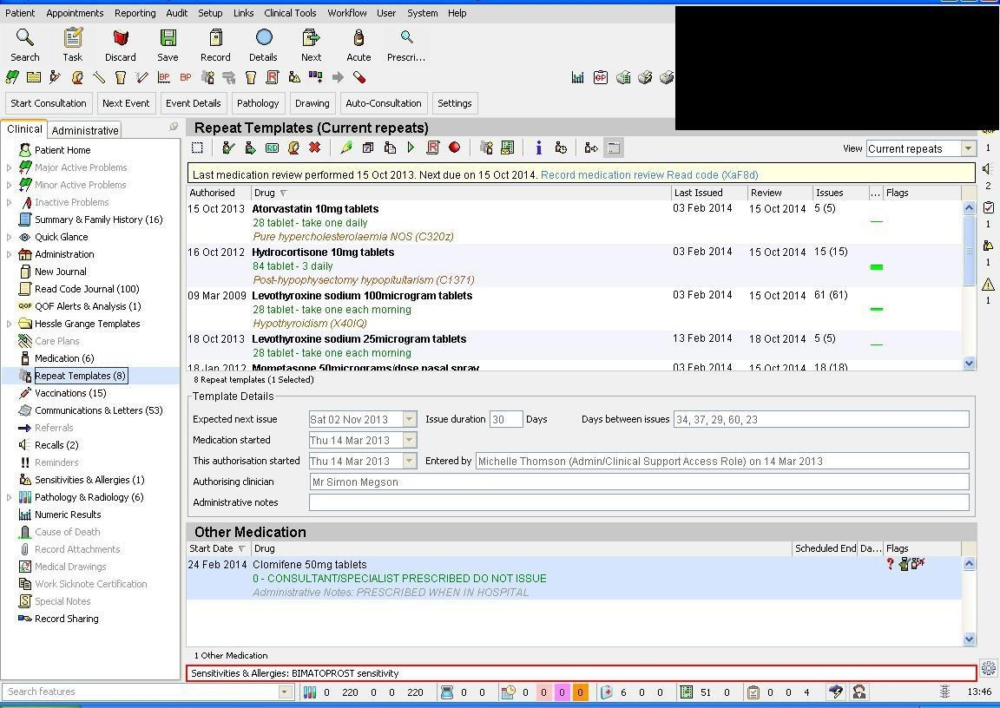 Patient Appointments Reporting Audit Setup Links Clinical Tools Workflow User System Help
Search Task Discard Save Record Details Next Acute Prescri...
Start Consultation Next Event Event Details Pathology Drawing Auto-Consultation Settings
Clinical Administrative
Patient Home
Major Active Problems
Minor Active Problems
Inactive Problems
Summary & Family History (16)
Quick Glance
Administration
New Journal
Read Code Journal (100)
QOF Alerts & Analysis (1)
Hessle Grange Templates
Care Plans
Medication (6)
Repeat Templates (8)
Vaccinations (15)
Communications & Letters (53)
Referrals
Recalls (2)
Reminders
Sensitivities & Allergies (1)
Pathology & Radiology (6)
Numeric Results
Cause of Death
Record Attachments
Medical Drawings
Work Sicknote Certification
Special Notes
Record Sharing
Repeat Templates (Current repeats)
View Current repeats
Last medication review performed 15 Oct 2013. Next due on 15 Oct 2014. Record medication review Read code (XaF8d)
Authorised Drug Last Issued Review Issues ... Flags
15 Oct 2013 Atorvastatin 10mg tablets 03 Feb 2014 15 Oct 2014 5 (5)
28 tablet - take one daily
Pure hypercholesterolaemia NOS (C320z)
16 Oct 2012 Hydrocortisone 10mg tablets 03 Feb 2014 15 Oct 2014 15 (15)
84 tablet - 3 daily
Post-hypophysectomy hypopituitarism (C1371)
09 Mar 2009 Levothyroxine sodium 100microgram tablets 03 Feb 2014 15 Oct 2014 61 (61)
28 tablet - take one each morning
Hypothyroidism (X40IQ)
18 Oct 2013 Levothyroxine sodium 25microgram tablets 13 Feb 2014 18 Oct 2014 5 (5)
28 tablet - take one each morning
18 Jan 2012 Mometasone 50micrograms/dose nasal spray 03 Feb 2014 15 Oct 2014 18 (18)
8 Repeat templates (1 Selected)
Template Details
Expected next issue Sat 02 Nov 2013 Issue duration 30 Days Days between issues 34, 37, 29, 60, 23
Medication started Thu 14 Mar 2013
This authorisation started Thu 14 Mar 2013 Entered by Michelle Thomson (Admin/Clinical Support Access Role) on 14 Mar 2013
Authorising clinician Mr Simon Megson
Administrative notes
Other Medication
Start Date Drug Scheduled End Da... Flags
24 Feb 2014 Clomifene 50mg tablets
0 - CONSULTANT/SPECIALIST PRESCRIBED DO NOT ISSUE
Administrative Notes: PRESCRIBED WHEN IN HOSPITAL
1 Other Medication
Sensitivities & Allergies: BIMATOPROST sensitivity
1
2
1
1
1
Search features 0 220 0 0 220 0 0 0 0 0 0 6 0 0 51 0 0 0 4 13:46